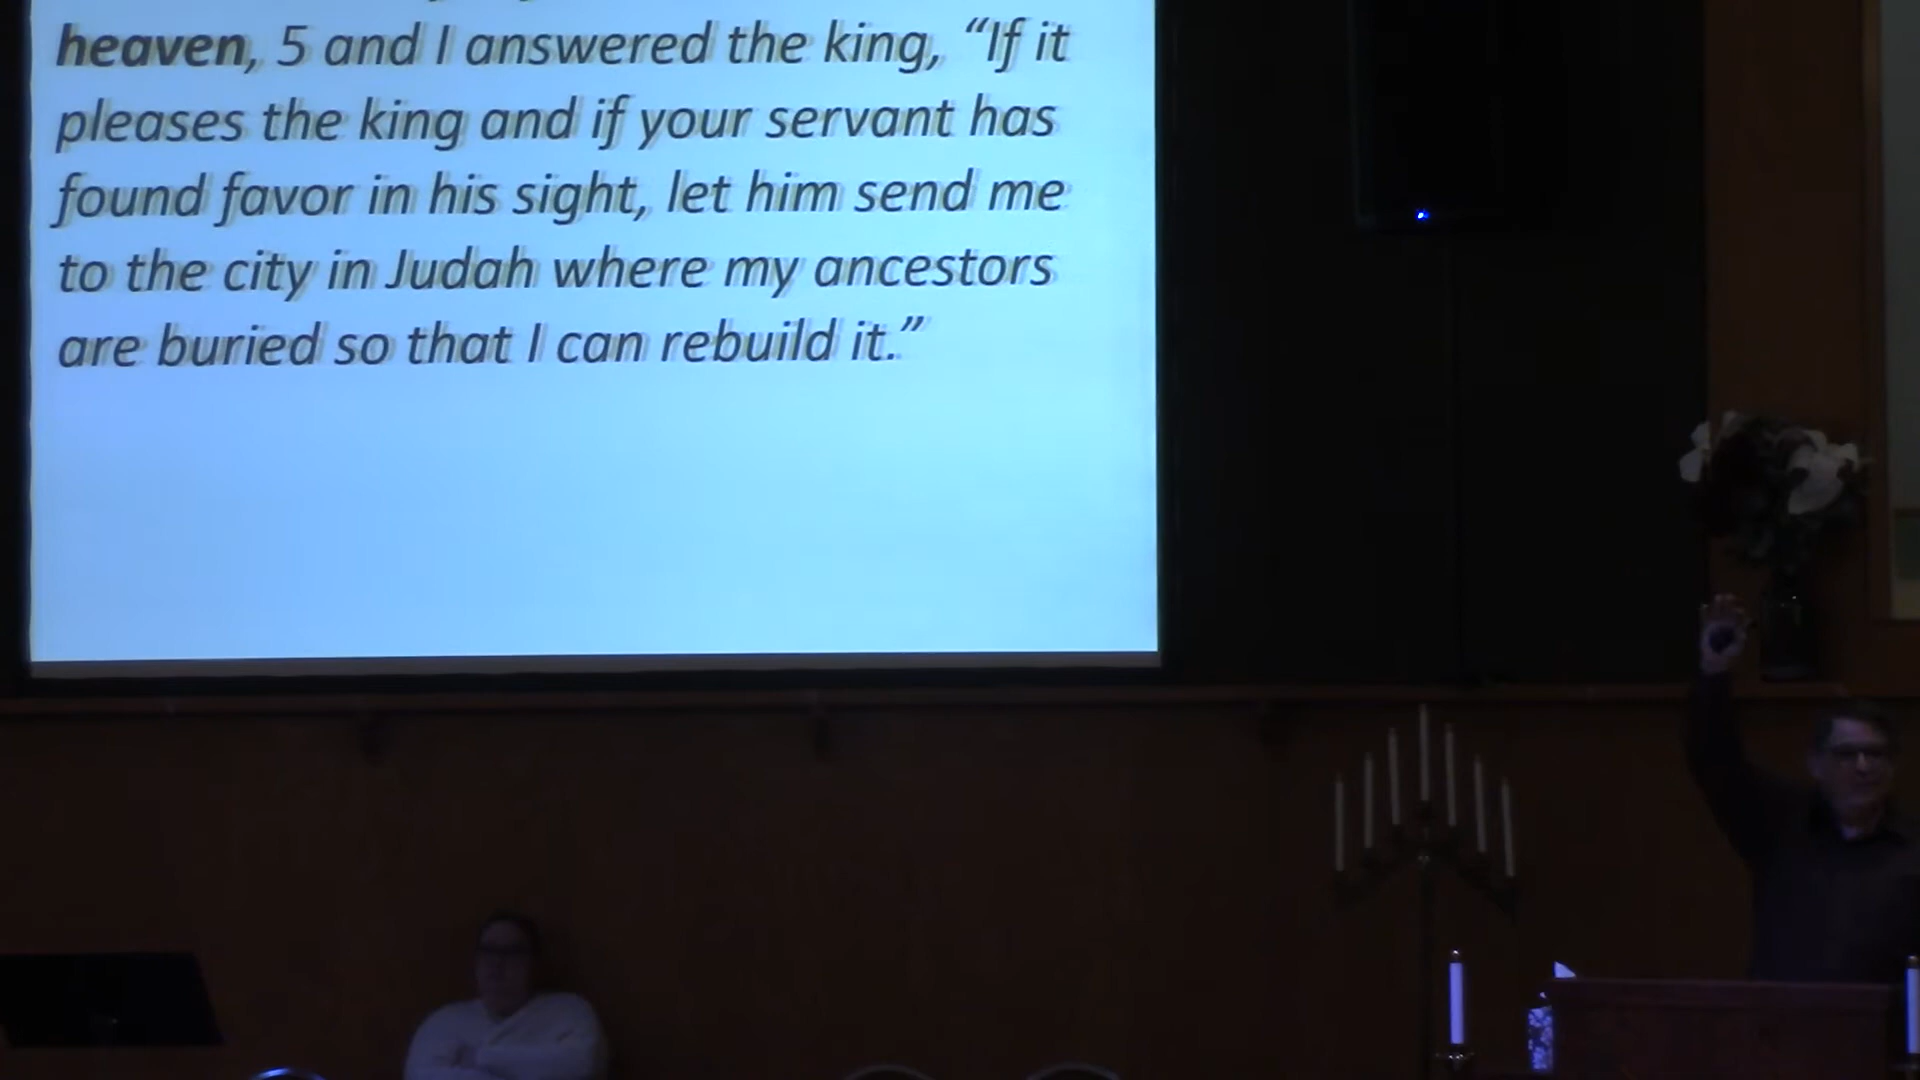 heaven, 5 and I answered the king, “If it
pleases the king and if your servant has
found favor in his sight, let him send me
to the city in Judah where my ancestors
are buried so that I can rebuild it.”